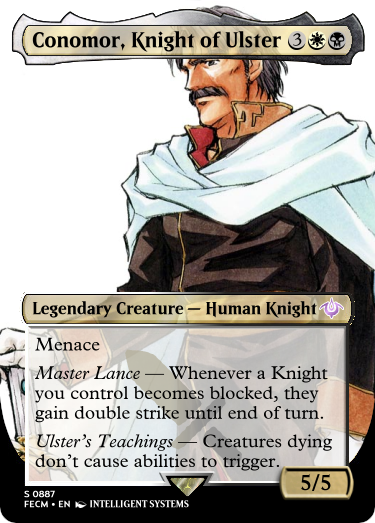 Conomor, Knight of Ulster 3
Legendary Creature — Human Knight
Menace
Master Lance — Whenever a Knight
you control becomes blocked, they
gain double strike until end of turn.
Ulster's Teachings — Creatures dying
don't cause abilities to trigger.
5/5
S 0887
FECM • EN INTELLIGENT SYSTEMS